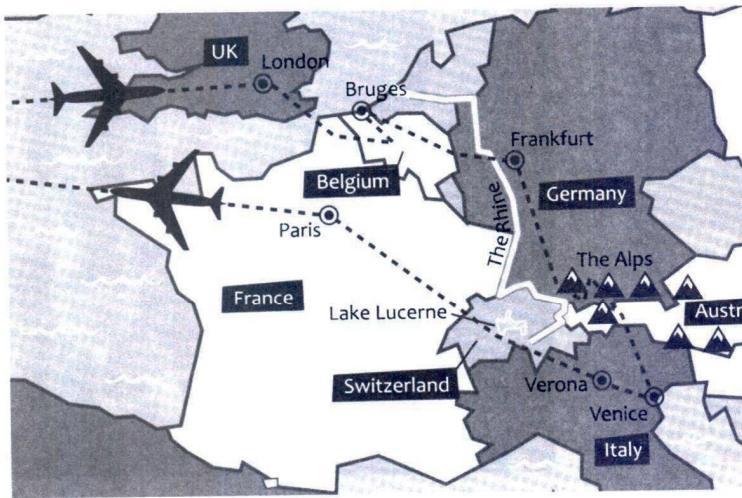 UK
London
Bruges
Frankfurt
Belgium
Germany
The Rhine
Paris
The Alps
France
Lake Lucerne
Austr
Switzerland
Verona
Venice
Italy